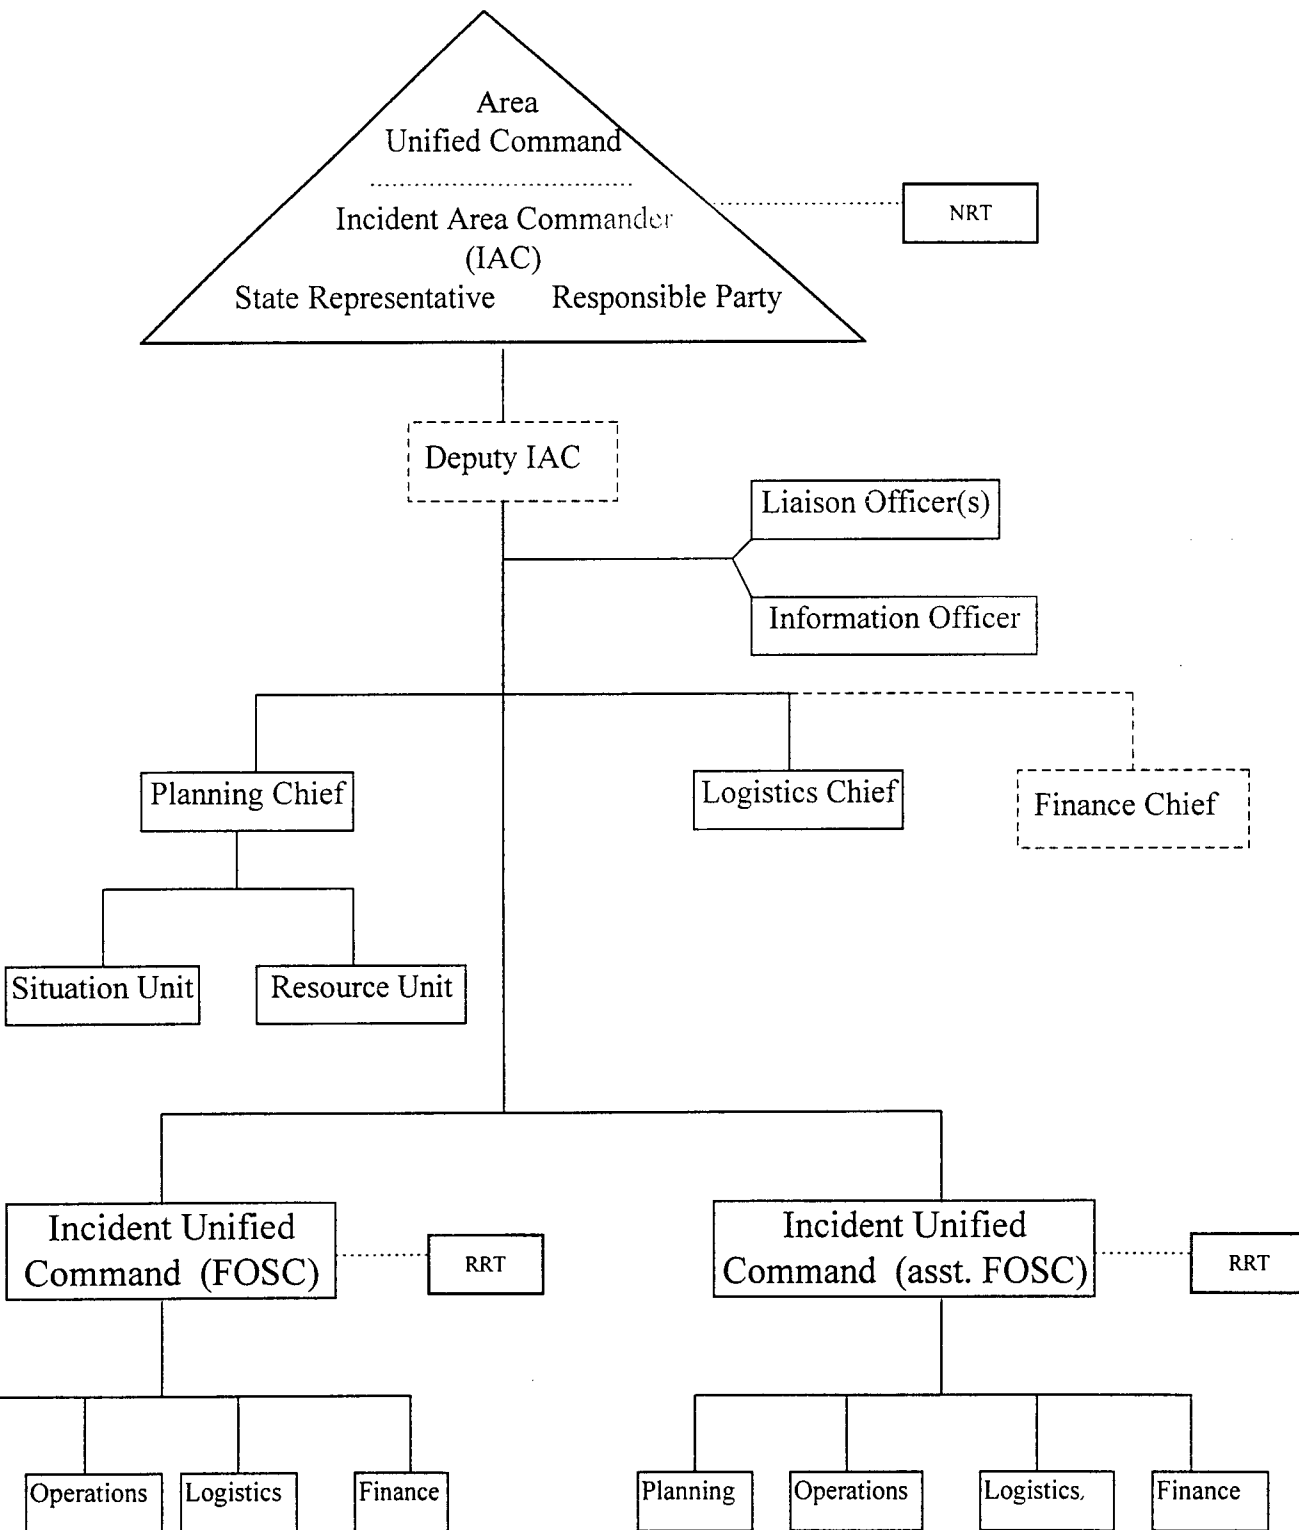 Area
Unified Command
Incident Area Commander
(IAC)
State Representative Responsible Party
NRT
Deputy IAC
Liaison Officer(s)
Information Officer
Planning Chief
Logistics Chief
Finance Chief
Situation Unit
Resource Unit
Incident Unified
Command (FOSC)
RRT
Incident Unified
Command (asst. FOSC)
RRT
Operations
Logistics
Finance
Planning
Operations
Logistics
Finance